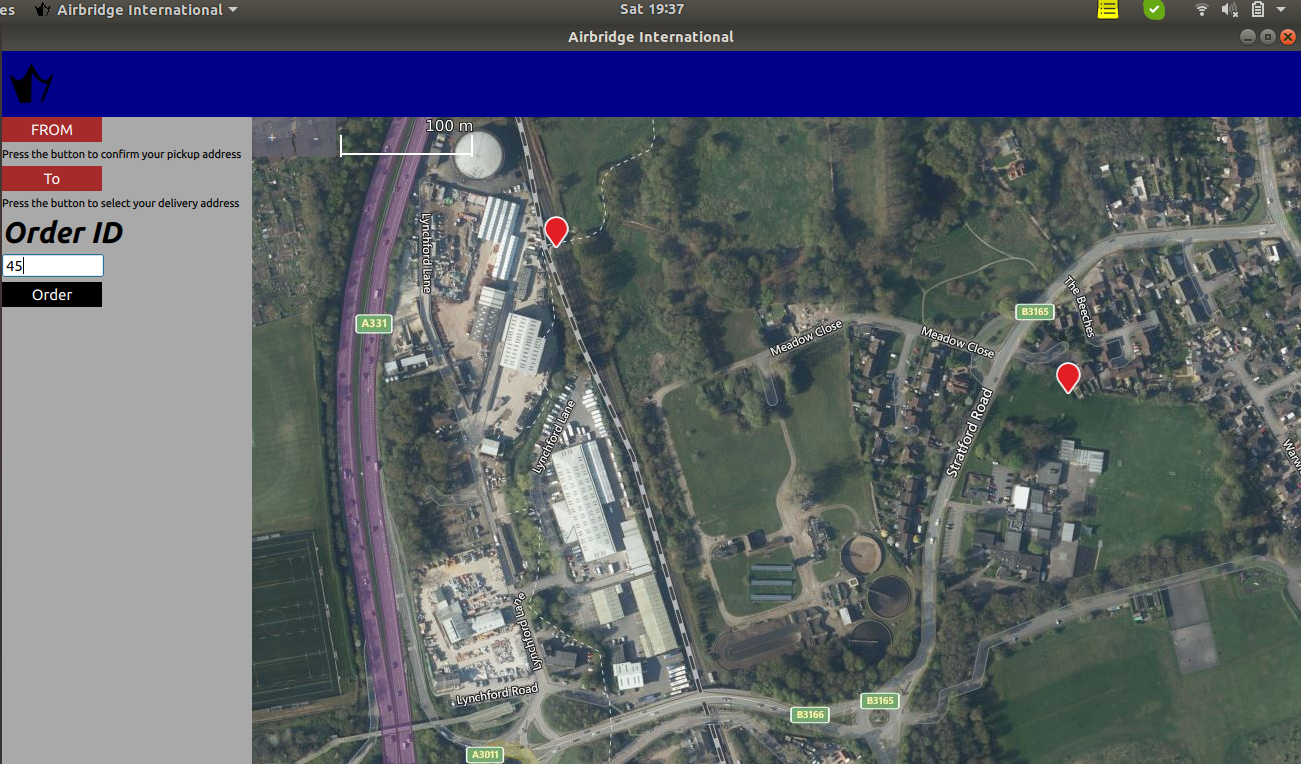 es Airbridge International Sat 19:37
Airbridge International
FROM
Press the button to confirm your pickup address
To
Press the button to select your delivery address
Order ID
45
Order
+ -
100 m
Lynchford Lane
A331
B3165
The Beeches
Meadow Close
Meadow Close
Stratford Road
Lynchford Lane
Warwi
Lynchford Lane
Lynchford Road
B3165
B3166
A3011